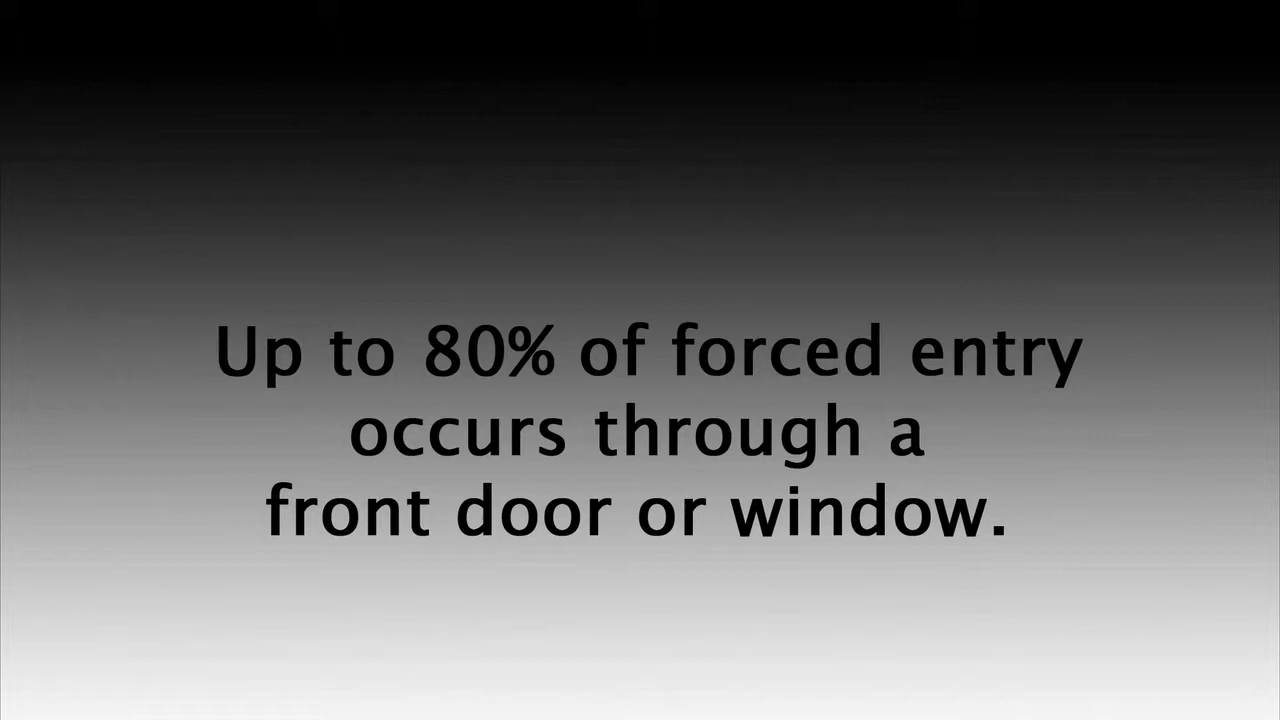 Up to 80% of forced entry
occurs through a
front door or window.